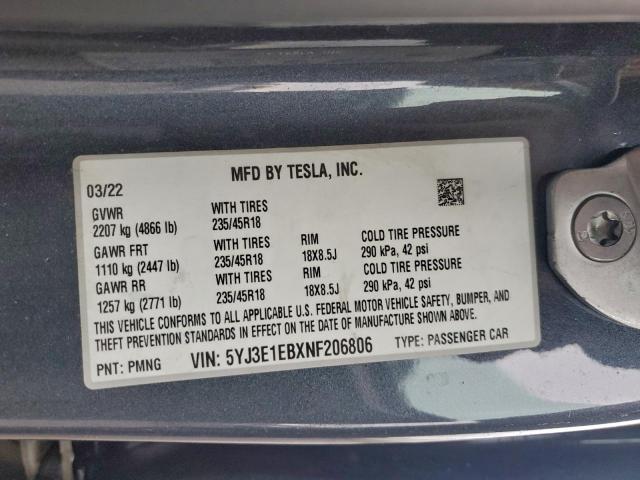 MFD BY TESLA, INC.
03/22
GVWR WITH TIRES
2207 kg (4866 lb) 235/45R18
GAWR FRT WITH TIRES RIM COLD TIRE PRESSURE
1110 kg (2447 lb) 235/45R18 18X8.5J 290 kPa, 42 psi
GAWR RR WITH TIRES RIM COLD TIRE PRESSURE
1257 kg (2771 lb) 235/45R18 18X8.5J 290 kPa, 42 psi
THIS VEHICLE CONFORMS TO ALL APPLICABLE U.S. FEDERAL MOTOR VEHICLE SAFETY, BUMPER, AND
THEFT PREVENTION STANDARDS IN EFFECT ON THE DATE OF MANUFACTURE SHOWN ABOVE.
PNT: PMNG VIN: 5YJ3E1EBXNF206806 TYPE: PASSENGER CAR